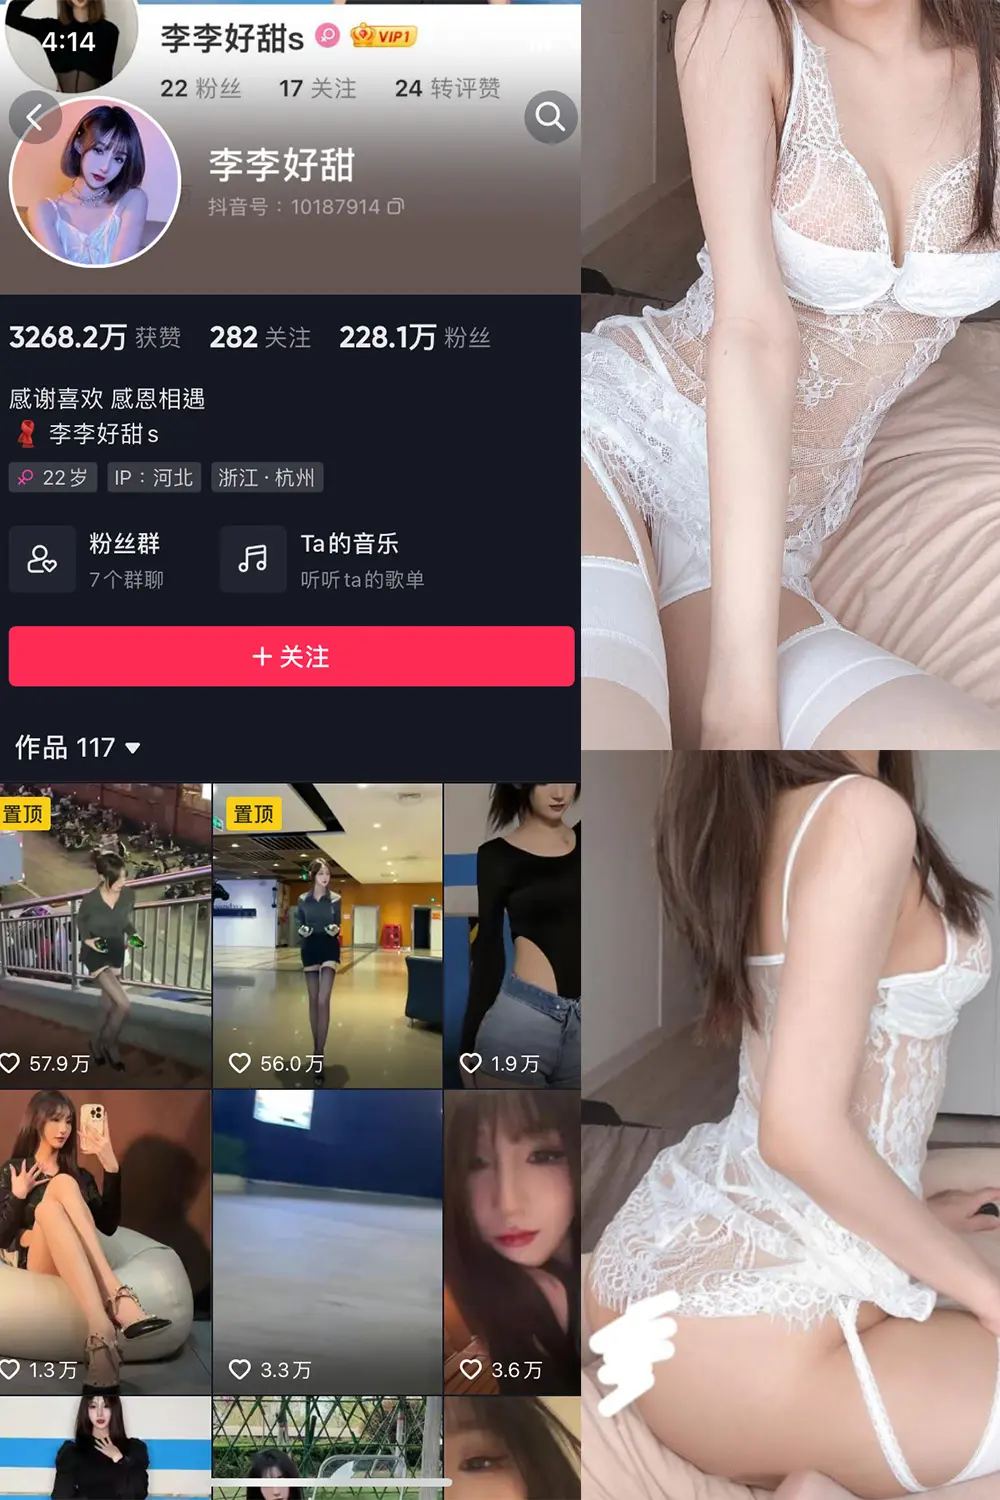 4:14
李李好甜s VIP1
22 粉丝 17 关注 24 转评赞
李李好甜
抖音号：10187914
3268.2万 获赞 282 关注 228.1万 粉丝
感谢喜欢 感恩相遇
李李好甜s
22岁 IP：河北 浙江·杭州
粉丝群
7个群聊
Ta的音乐
听听ta的歌单
+ 关注
作品 117
置顶
置顶
57.9万
56.0万
1.9万
1.3万
3.3万
3.6万